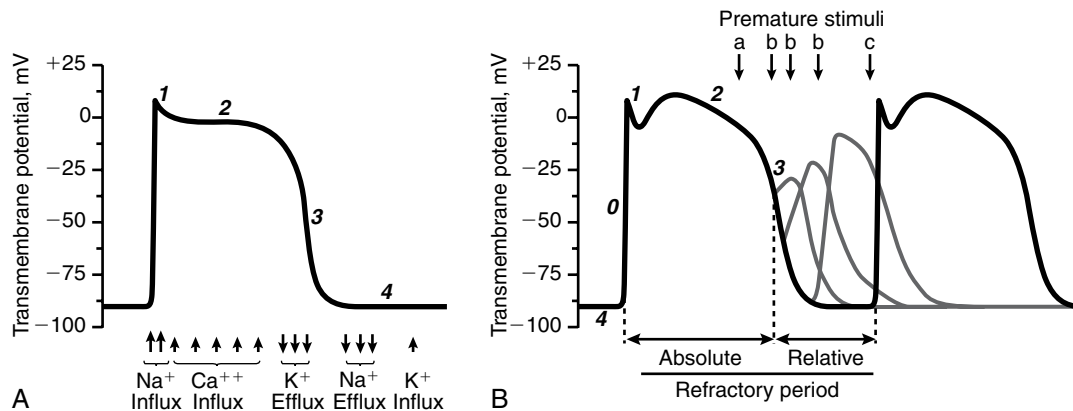 Premature stimuli
a b b b c
Transmembrane potential, mV
+25
0
−25
−50
−75
−100
1
2
3
4
Na+ Influx
Ca++ Influx
K+ Efflux
Na+ Efflux
K+ Influx
A
Transmembrane potential, mV
+25
0
−25
−50
−75
−100
1
2
3
0
4
Absolute
Relative
Refractory period
B